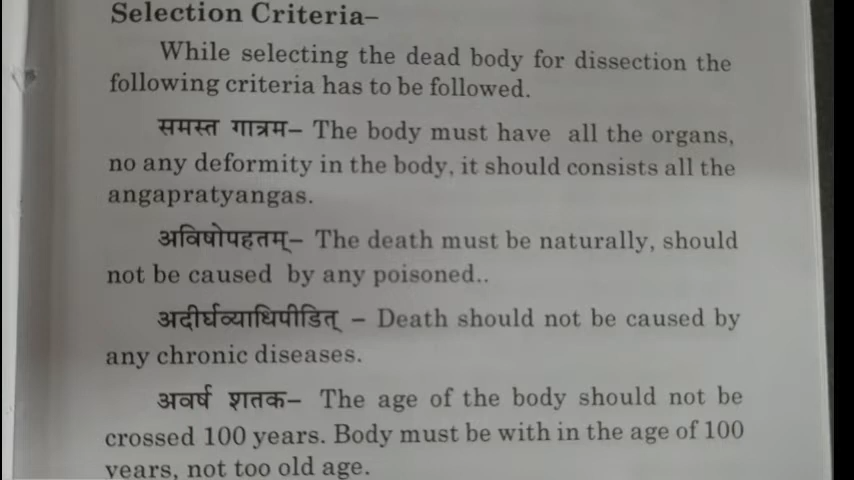 Selection Criteria–
While selecting the dead body for dissection the
following criteria has to be followed.
समस्त गात्रम– The body must have all the organs,
no any deformity in the body, it should consists all the
angapratyangas.
अविषोपहतम्– The death must be naturally, should
not be caused by any poisoned..
अदीर्घव्याधिपीडित् – Death should not be caused by
any chronic diseases.
अवर्ष शतक– The age of the body should not be
crossed 100 years. Body must be with in the age of 100
years, not too old age.